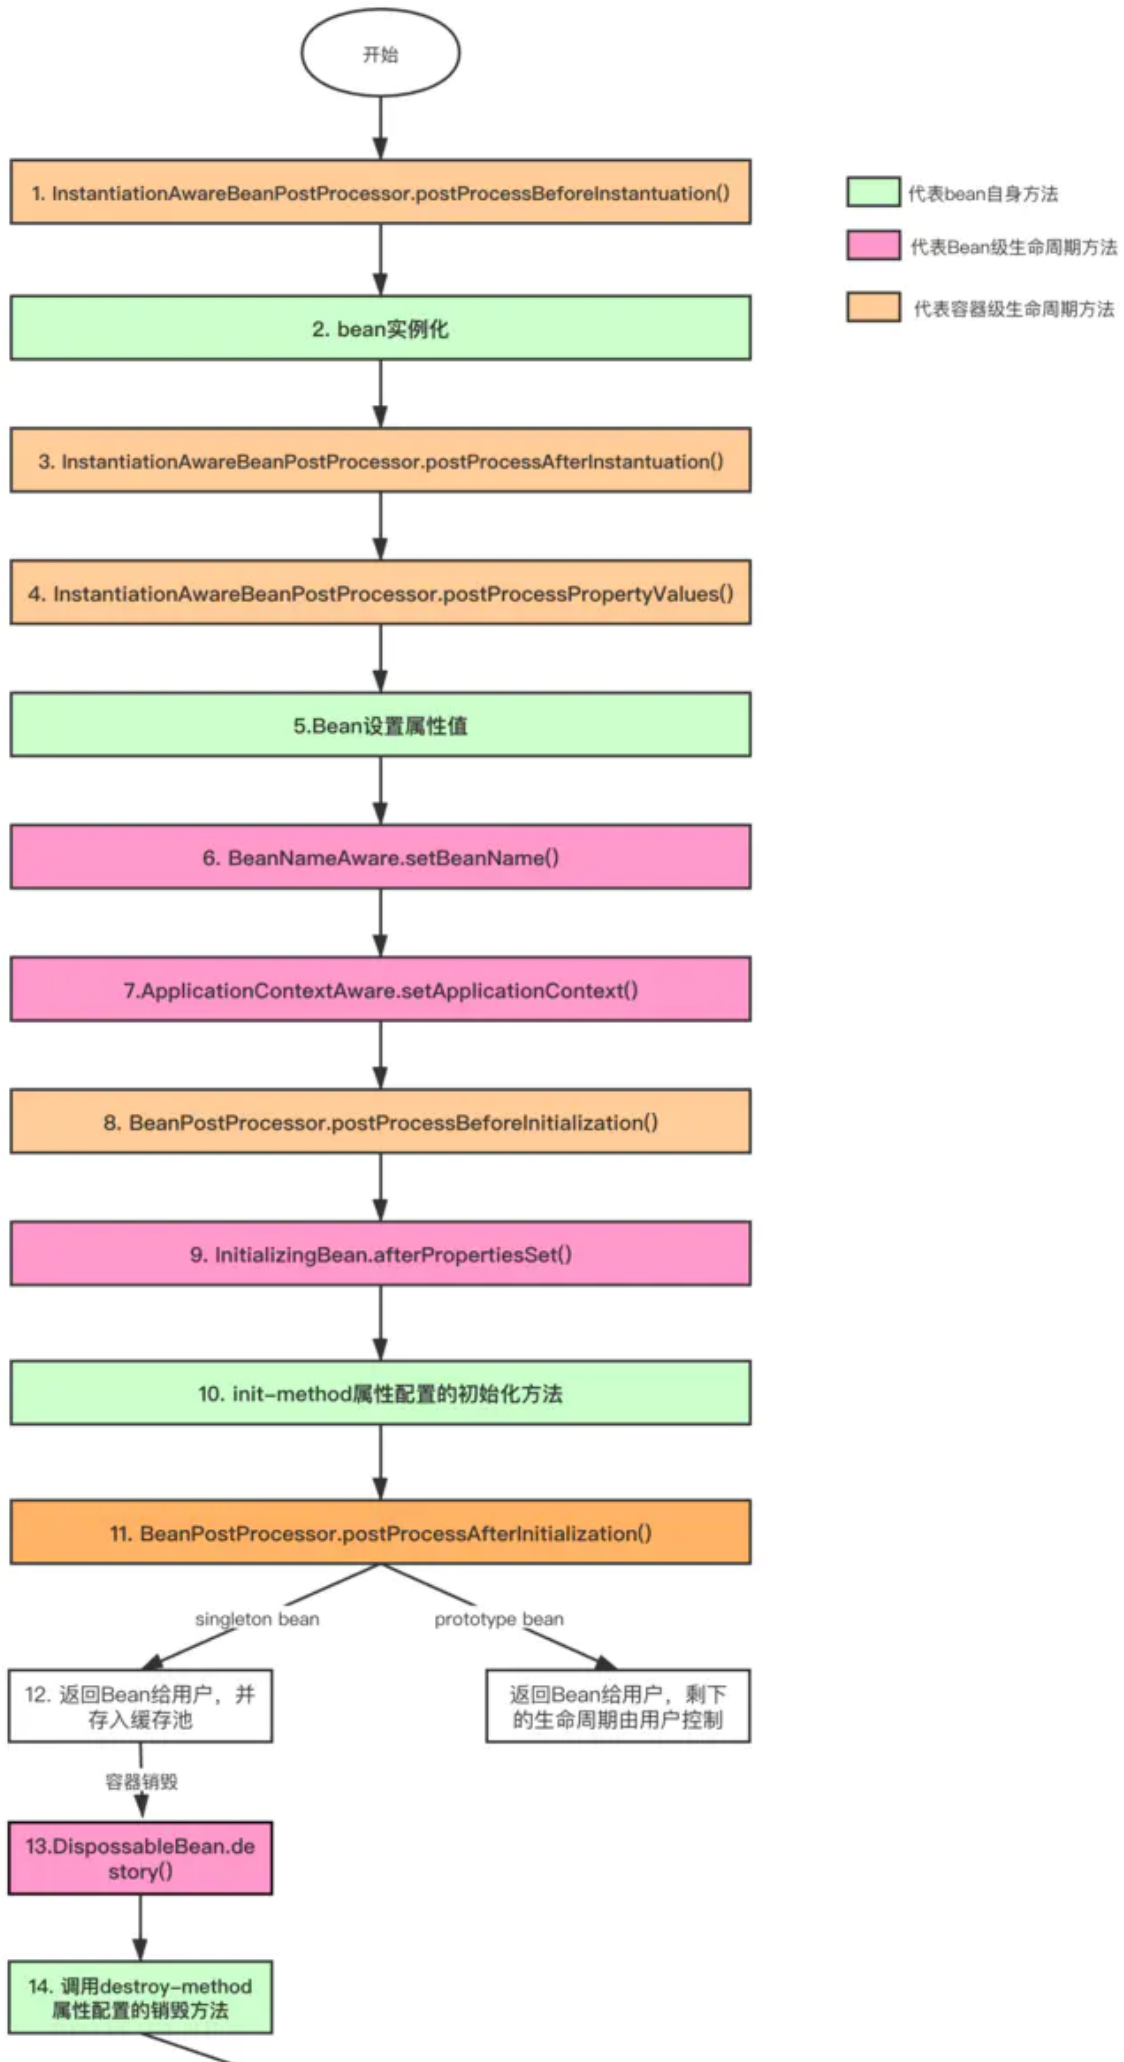 开始
1. InstantiationAwareBeanPostProcessor.postProcessBeforeInstantuation()
代表bean自身方法
代表Bean级生命周期方法
代表容器级生命周期方法
2. bean实例化
3. InstantiationAwareBeanPostProcessor.postProcessAfterInstantuation()
4. InstantiationAwareBeanPostProcessor.postProcessPropertyValues()
5.Bean设置属性值
6. BeanNameAware.setBeanName()
7.ApplicationContextAware.setApplicationContext()
8. BeanPostProcessor.postProcessBeforeInitialization()
9. InitializingBean.afterPropertiesSet()
10. init-method属性配置的初始化方法
11. BeanPostProcessor.postProcessAfterInitialization()
singleton bean
prototype bean
12. 返回Bean给用户，并
存入缓存池
返回Bean给用户，剩下
的生命周期由用户控制
容器销毁
13.DispossableBean.de
story()
14. 调用destroy-method
属性配置的销毁方法